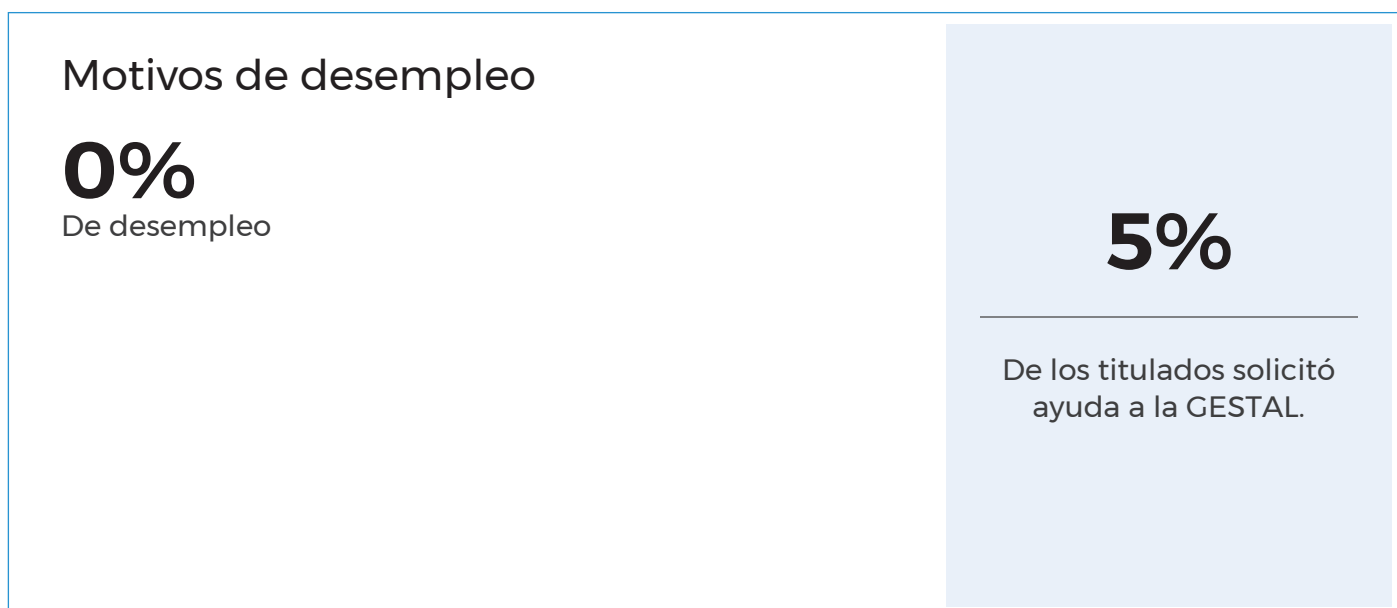 Motivos de desempleo
0%
De desempleo
5%
De los titulados solicitó
ayuda a la GESTAL.